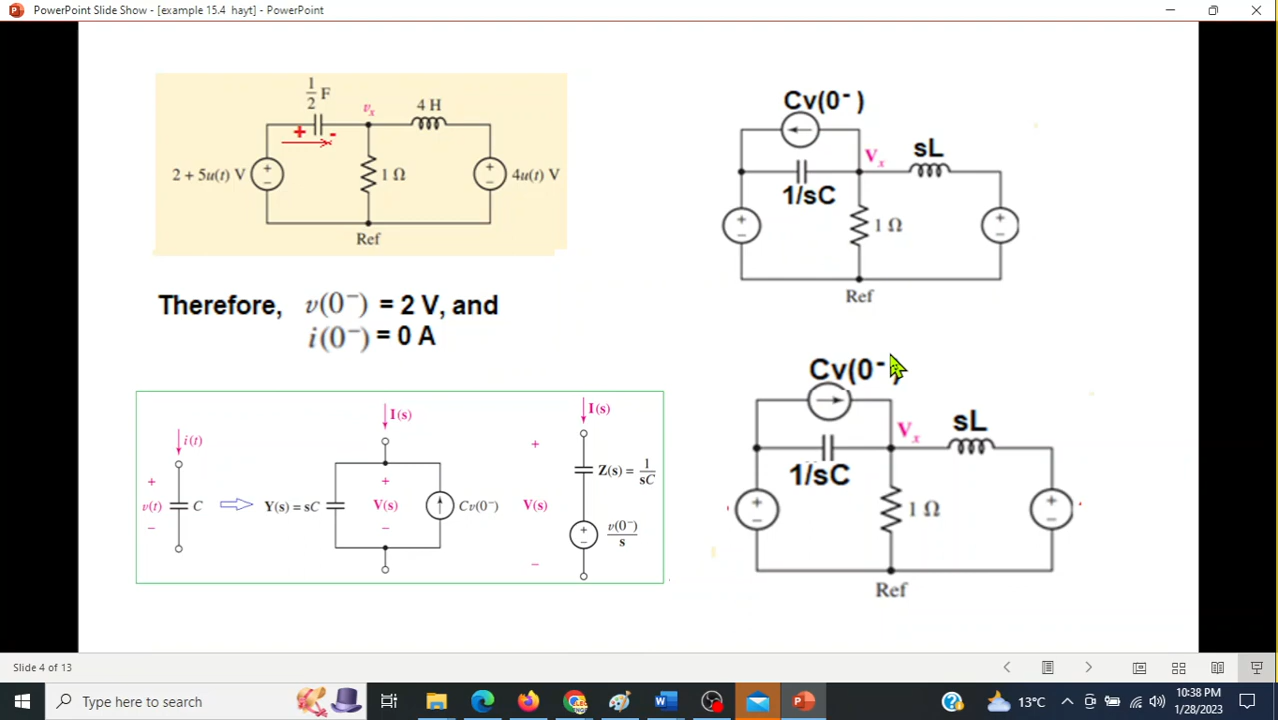 PowerPoint Slide Show - [example 15.4 hayt] - PowerPoint
1/2 F
+ -
vx
4 H
2 + 5u(t) V
+
−
1 Ω
+
−
4u(t) V
Ref
Therefore, v(0⁻) = 2 V, and
i(0⁻) = 0 A
i(t)
+
v(t)
−
C
I(s)
Y(s) = sC
+
V(s)
−
Cv(0⁻)
I(s)
+
V(s)
−
Z(s) = 1/sC
+
−
v(0⁻)/s
Cv(0⁻)
Vx
sL
1/sC
+
−
1 Ω
+
−
Ref
Cv(0⁻)
Vx
sL
1/sC
+
−
1 Ω
+
−
Ref
Slide 4 of 13
Type here to search
13°C
10:38 PM
1/28/2023